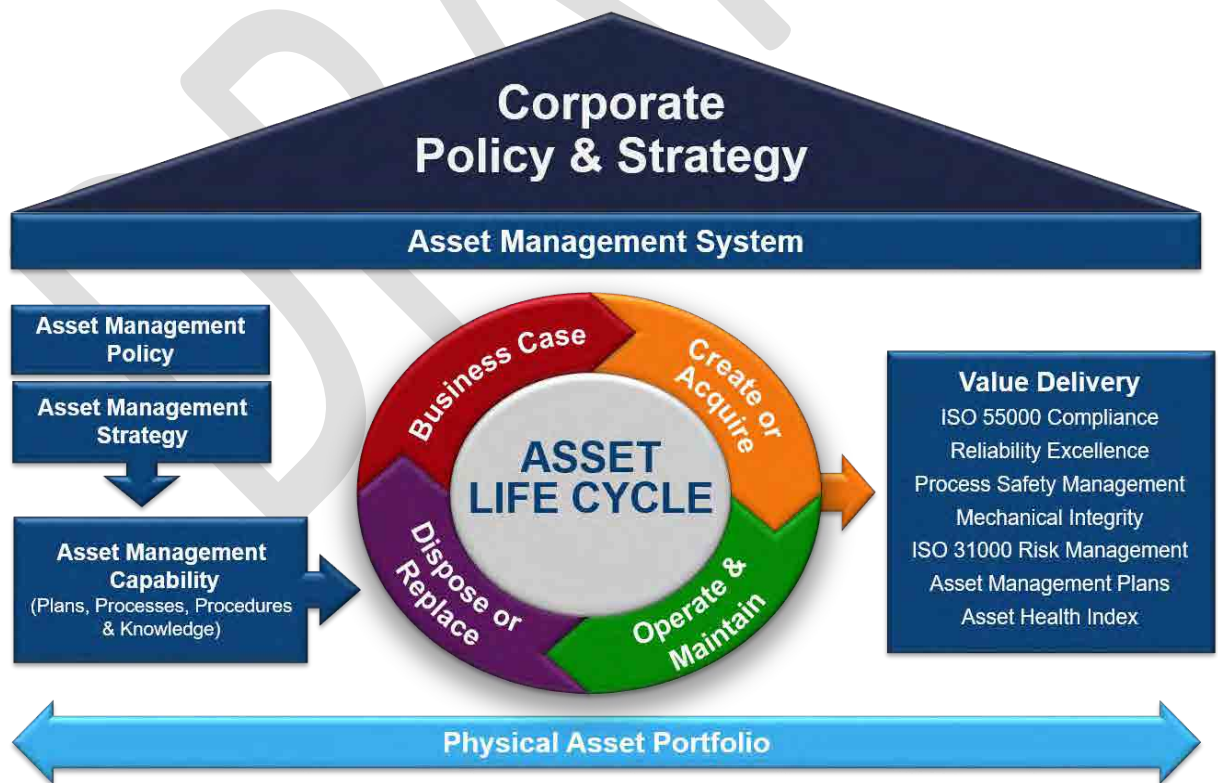 Corporate
Policy & Strategy
Asset Management System
Asset Management
Policy
Asset Management
Strategy
Asset Management
Capability
(Plans, Processes, Procedures
& Knowledge)
Business Case
Create or
Acquire
Operate &
Maintain
Dispose or
Replace
ASSET
LIFE CYCLE
Value Delivery
ISO 55000 Compliance
Reliability Excellence
Process Safety Management
Mechanical Integrity
ISO 31000 Risk Management
Asset Management Plans
Asset Health Index
Physical Asset Portfolio